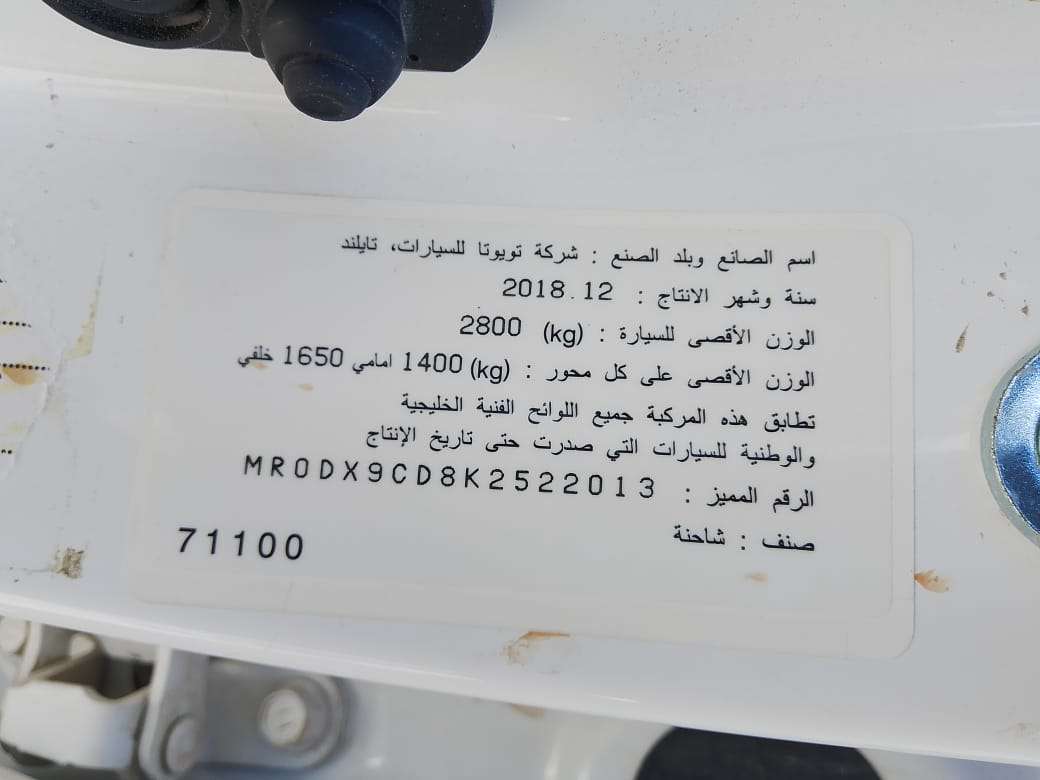 اسم الصانع وبلد الصنع : شركة تويوتا للسيارات، تايلند
سنة وشهر الانتاج : 2018.12
الوزن الأقصى للسيارة : (kg) 2800
الوزن الأقصى على كل محور : (kg) 1400 امامي 1650 خلفي
تطابق هذه المركبة جميع اللوائح الفنية الخليجية
والوطنية للسيارات التي صدرت حتى تاريخ الإنتاج
الرقم المميز : MR0DX9CD8K2522013
صنف : شاحنة
71100